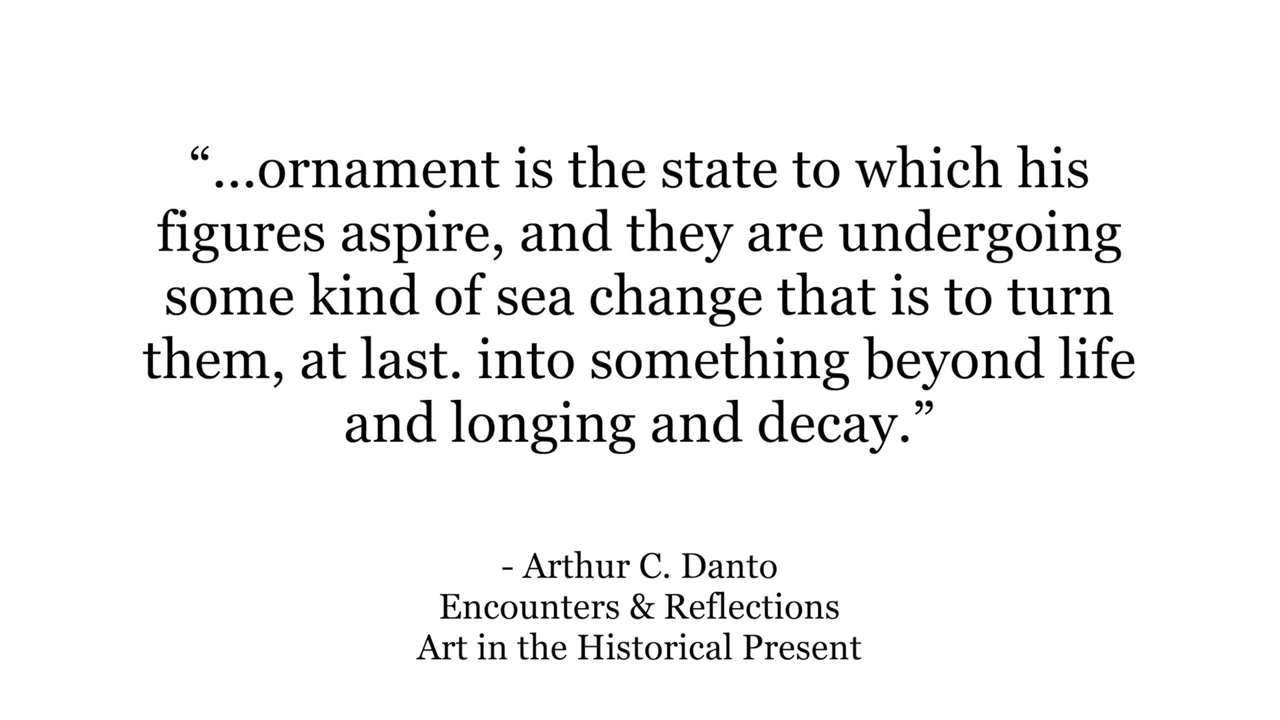 “...ornament is the state to which his
figures aspire, and they are undergoing
some kind of sea change that is to turn
them, at last. into something beyond life
and longing and decay.”
- Arthur C. Danto
Encounters & Reflections
Art in the Historical Present